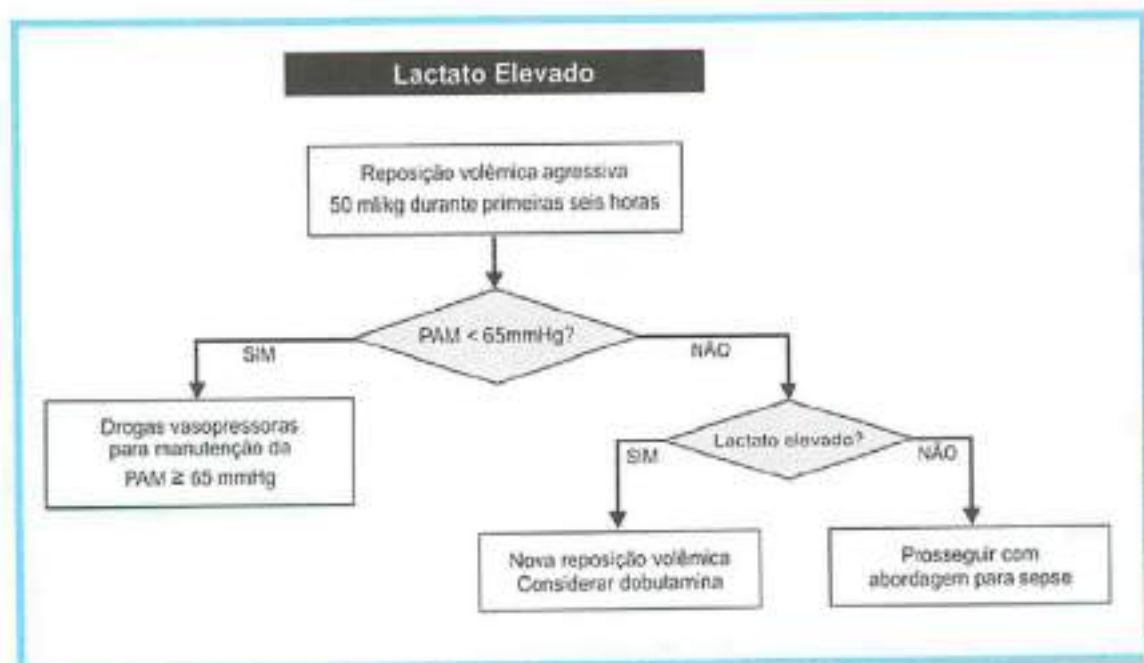 Lactato Elevado
Reposição volêmica agressiva
50 ml/kg durante primeiras seis horas
PAM < 65mmHg?
SIM
NÃO
Drogas vasopressoras
para manutenção da
PAM ≥ 65 mmHg
Lactato elevado?
SIM
NÃO
Nova reposição volêmica
Considerar dobutamina
Prosseguir com
abordagem para sepse